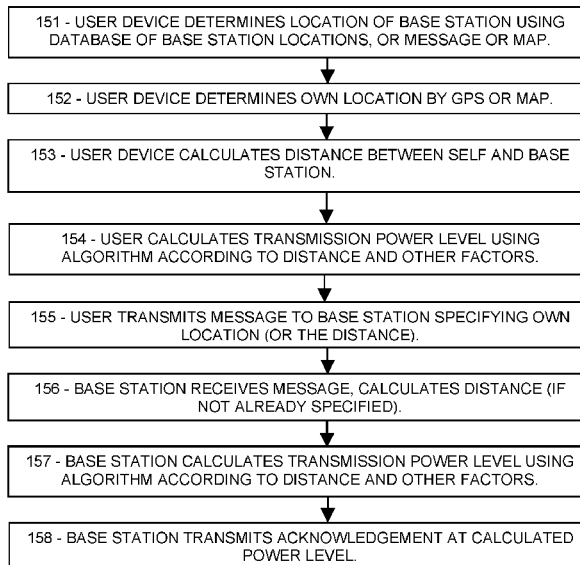 151 - USER DEVICE DETERMINES LOCATION OF BASE STATION USING
DATABASE OF BASE STATION LOCATIONS, OR MESSAGE OR MAP.
152 - USER DEVICE DETERMINES OWN LOCATION BY GPS OR MAP.
153 - USER DEVICE CALCULATES DISTANCE BETWEEN SELF AND BASE
STATION.
154 - USER CALCULATES TRANSMISSION POWER LEVEL USING
ALGORITHM ACCORDING TO DISTANCE AND OTHER FACTORS.
155 - USER TRANSMITS MESSAGE TO BASE STATION SPECIFYING OWN
LOCATION (OR THE DISTANCE).
156 - BASE STATION RECEIVES MESSAGE, CALCULATES DISTANCE (IF
NOT ALREADY SPECIFIED).
157 - BASE STATION CALCULATES TRANSMISSION POWER LEVEL USING
ALGORITHM ACCORDING TO DISTANCE AND OTHER FACTORS.
158 - BASE STATION TRANSMITS ACKNOWLEDGEMENT AT CALCULATED
POWER LEVEL.